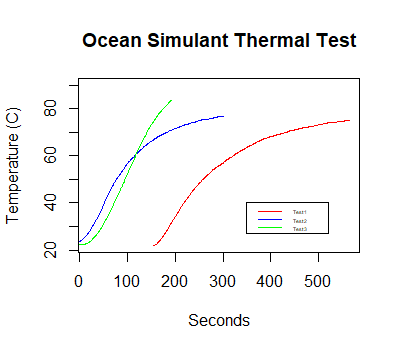 Ocean Simulant Thermal Test
Temperature (C)
80
60
40
20
Test1
Test2
Test3
0 100 200 300 400 500
Seconds